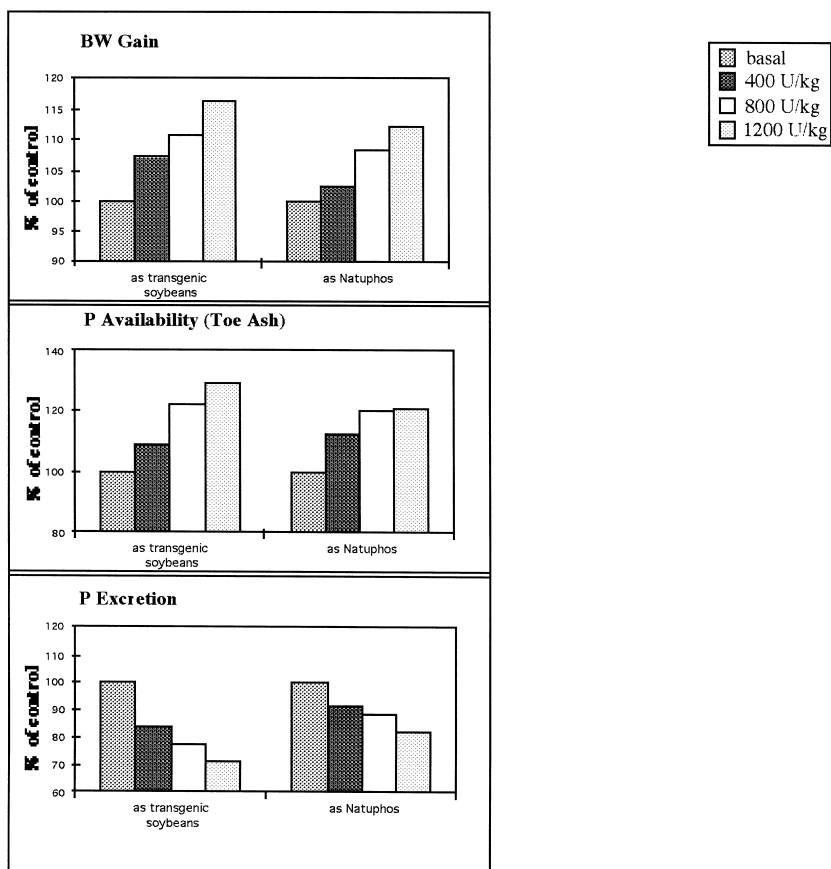 BW Gain
120
115
110
105
100
95
90
% of control
as transgenic
soybeans
as Natuphos
basal
400 U/kg
800 U/kg
1200 U/kg
P Availability (Toe Ash)
140
120
100
80
% of control
as transgenic
soybeans
as Natuphos
P Excretion
120
110
100
90
80
70
60
% of control
as transgenic
soybeans
as Natuphos